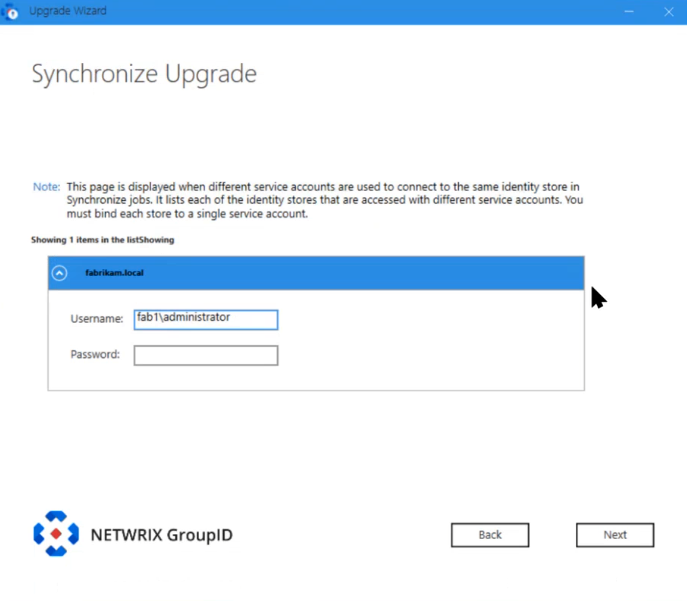 Upgrade Wizard
Synchronize Upgrade
Note: This page is displayed when different service accounts are used to connect to the same identity store in
Synchronize jobs. It lists each of the identity stores that are accessed with different service accounts. You
must bind each store to a single service account.
Showing 1 items in the listShowing
fabrikam.local
Username: fab1\administrator
Password:
NETWRIX GroupID
Back
Next